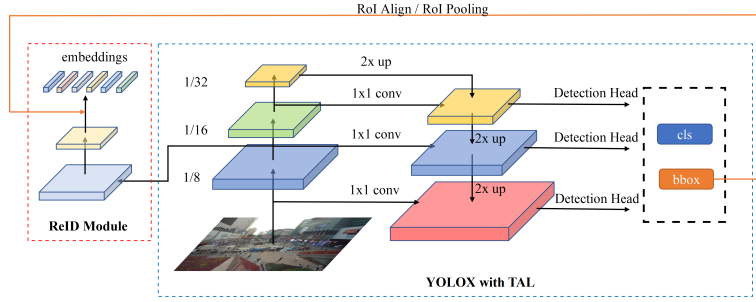 RoI Align / RoI Pooling
embeddings
ReID Module
1/32
1/16
1/8
2x up
1x1 conv
1x1 conv
1x1 conv
2x up
2x up
Detection Head
Detection Head
Detection Head
cls
bbox
YOLOX with TAL